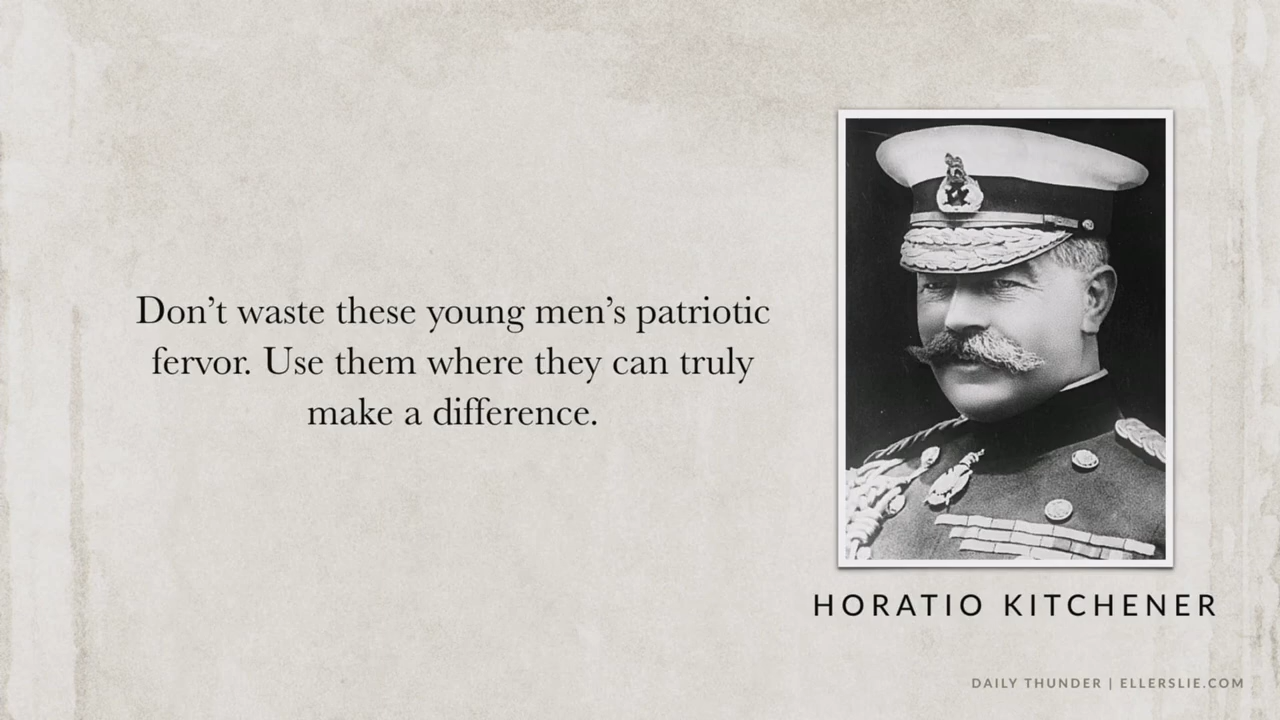 Don’t waste these young men’s patriotic
fervor. Use them where they can truly
make a difference.
HORATIO KITCHENER
DAILY THUNDER | ELLERSLIE.COM